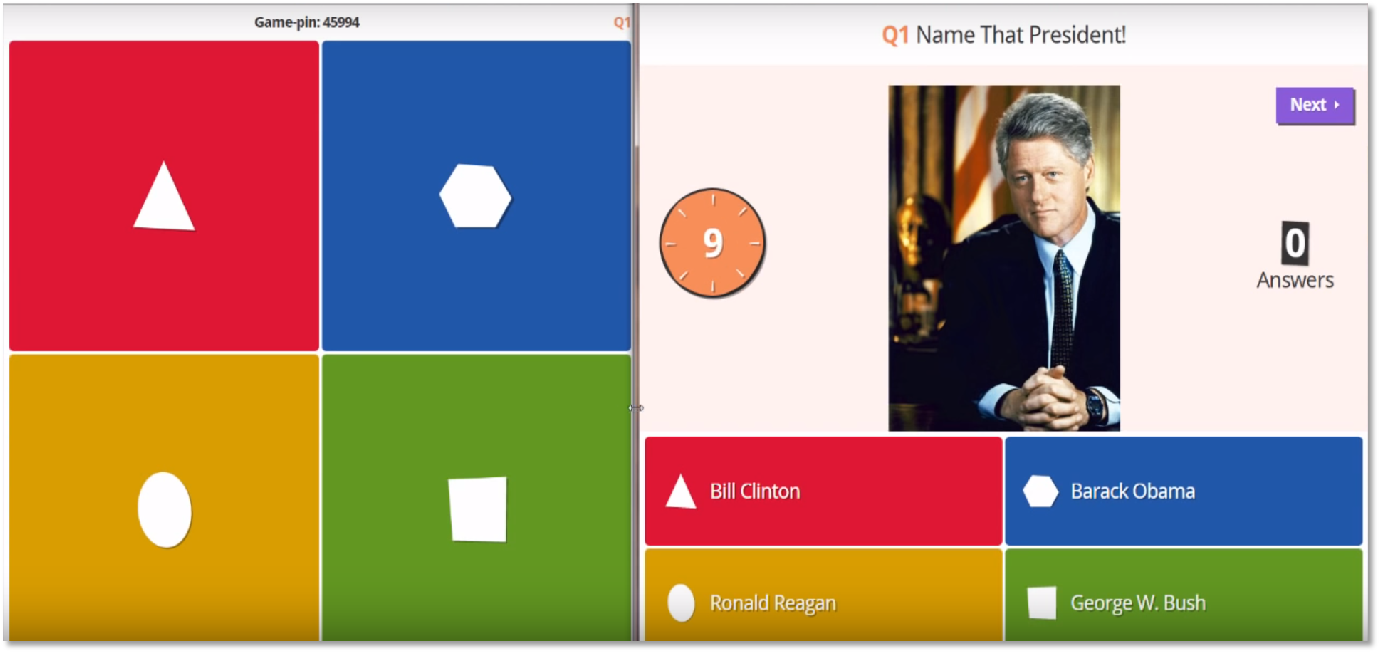 Game-pin: 45994
Q1
Q1 Name That President!
Next
9
0
Answers
Bill Clinton
Barack Obama
Ronald Reagan
George W. Bush